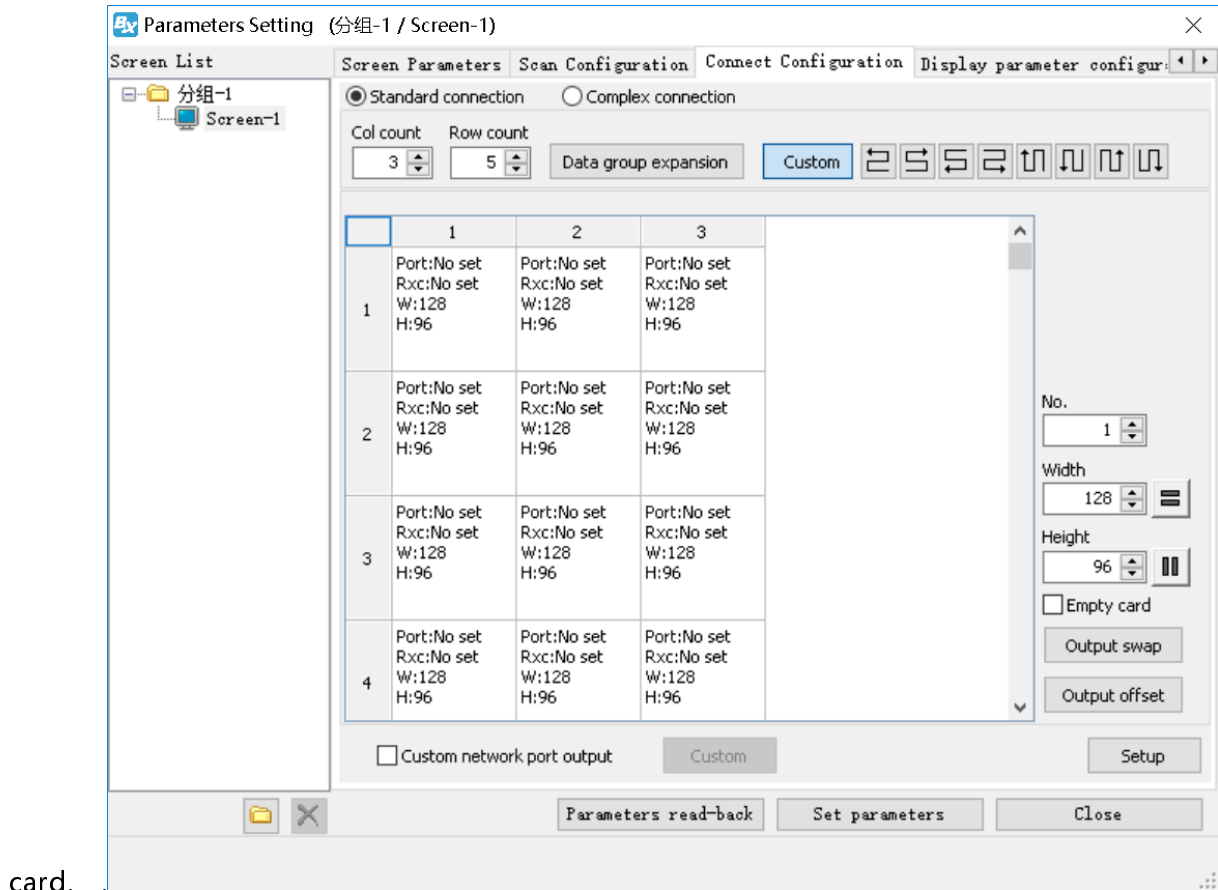 BX Parameters Setting (分组-1 / Screen-1)
Screen List
Screen Parameters Scan Configuration Connect Configuration Display parameter configur
分组-1
Screen-1
Standard connection Complex connection
Col count Row count
3 5 Data group expansion Custom
1 2 3
Port:No set Port:No set Port:No set
Rxc:No set Rxc:No set Rxc:No set
W:128 W:128 W:128
1
H:96 H:96 H:96
Port:No set Port:No set Port:No set
Rxc:No set Rxc:No set Rxc:No set
W:128 W:128 W:128
2
H:96 H:96 H:96
Port:No set Port:No set Port:No set
Rxc:No set Rxc:No set Rxc:No set
W:128 W:128 W:128
3
H:96 H:96 H:96
Port:No set Port:No set Port:No set
Rxc:No set Rxc:No set Rxc:No set
W:128 W:128 W:128
4
H:96 H:96 H:96
No.
1
Width
128
Height
96
Empty card
Output swap
Output offset
Custom network port output Custom Setup
Parameters read-back Set parameters Close
card. .